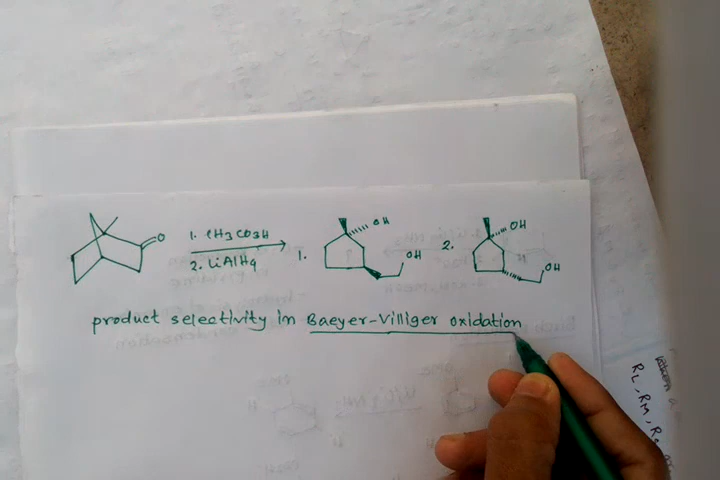 O
1. CH3CO3H
2. LiAlH4
1.
OH
OH
2.
OH
OH
product selectivity in Baeyer-Villiger oxidation
RL, RM, R